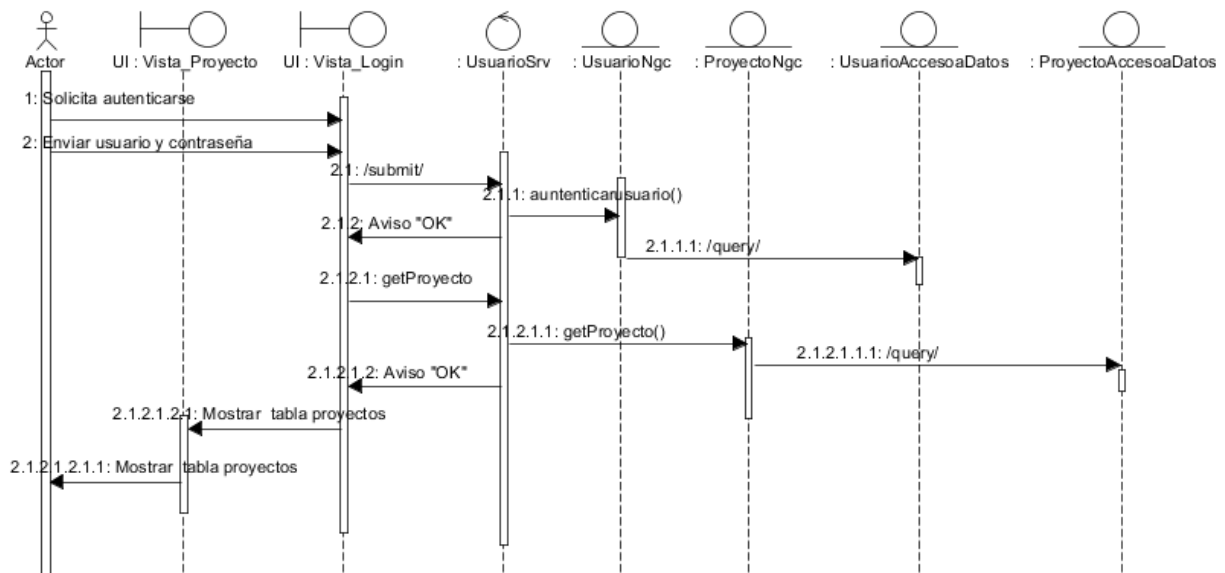 Actor
UI : Vista_Proyecto
UI : Vista_Login
: UsuarioSrv
: UsuarioNgc
: ProyectoNgc
: UsuarioAccesoaDatos
: ProyectoAccesoaDatos
1: Solicita autenticarse
2: Enviar usuario y contraseña
2.1: /submit/
2.1.1: auntenticarusuario()
2.1.2: Aviso "OK"
2.1.1.1: /query/
2.1.2.1: getProyecto
2.1.2.1.1: getProyecto()
2.1.2.1.1.1: /query/
2.1.2.1.2: Aviso "OK"
2.1.2.1.2.1: Mostrar tabla proyectos
2.1.2.1.2.1.1: Mostrar tabla proyectos